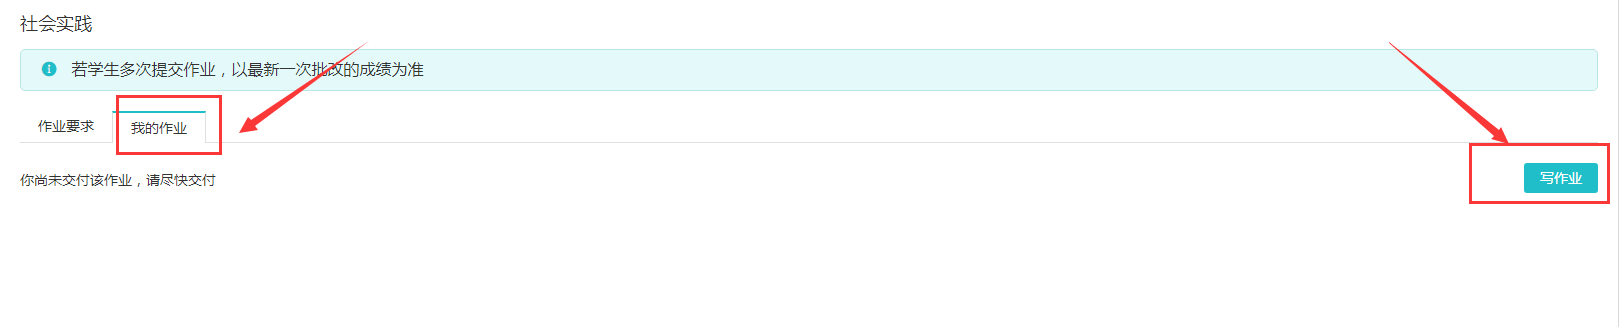 社会实践
若学生多次提交作业，以最新一次批改的成绩为准
作业要求 我的作业
你尚未交付该作业，请尽快交付 写作业